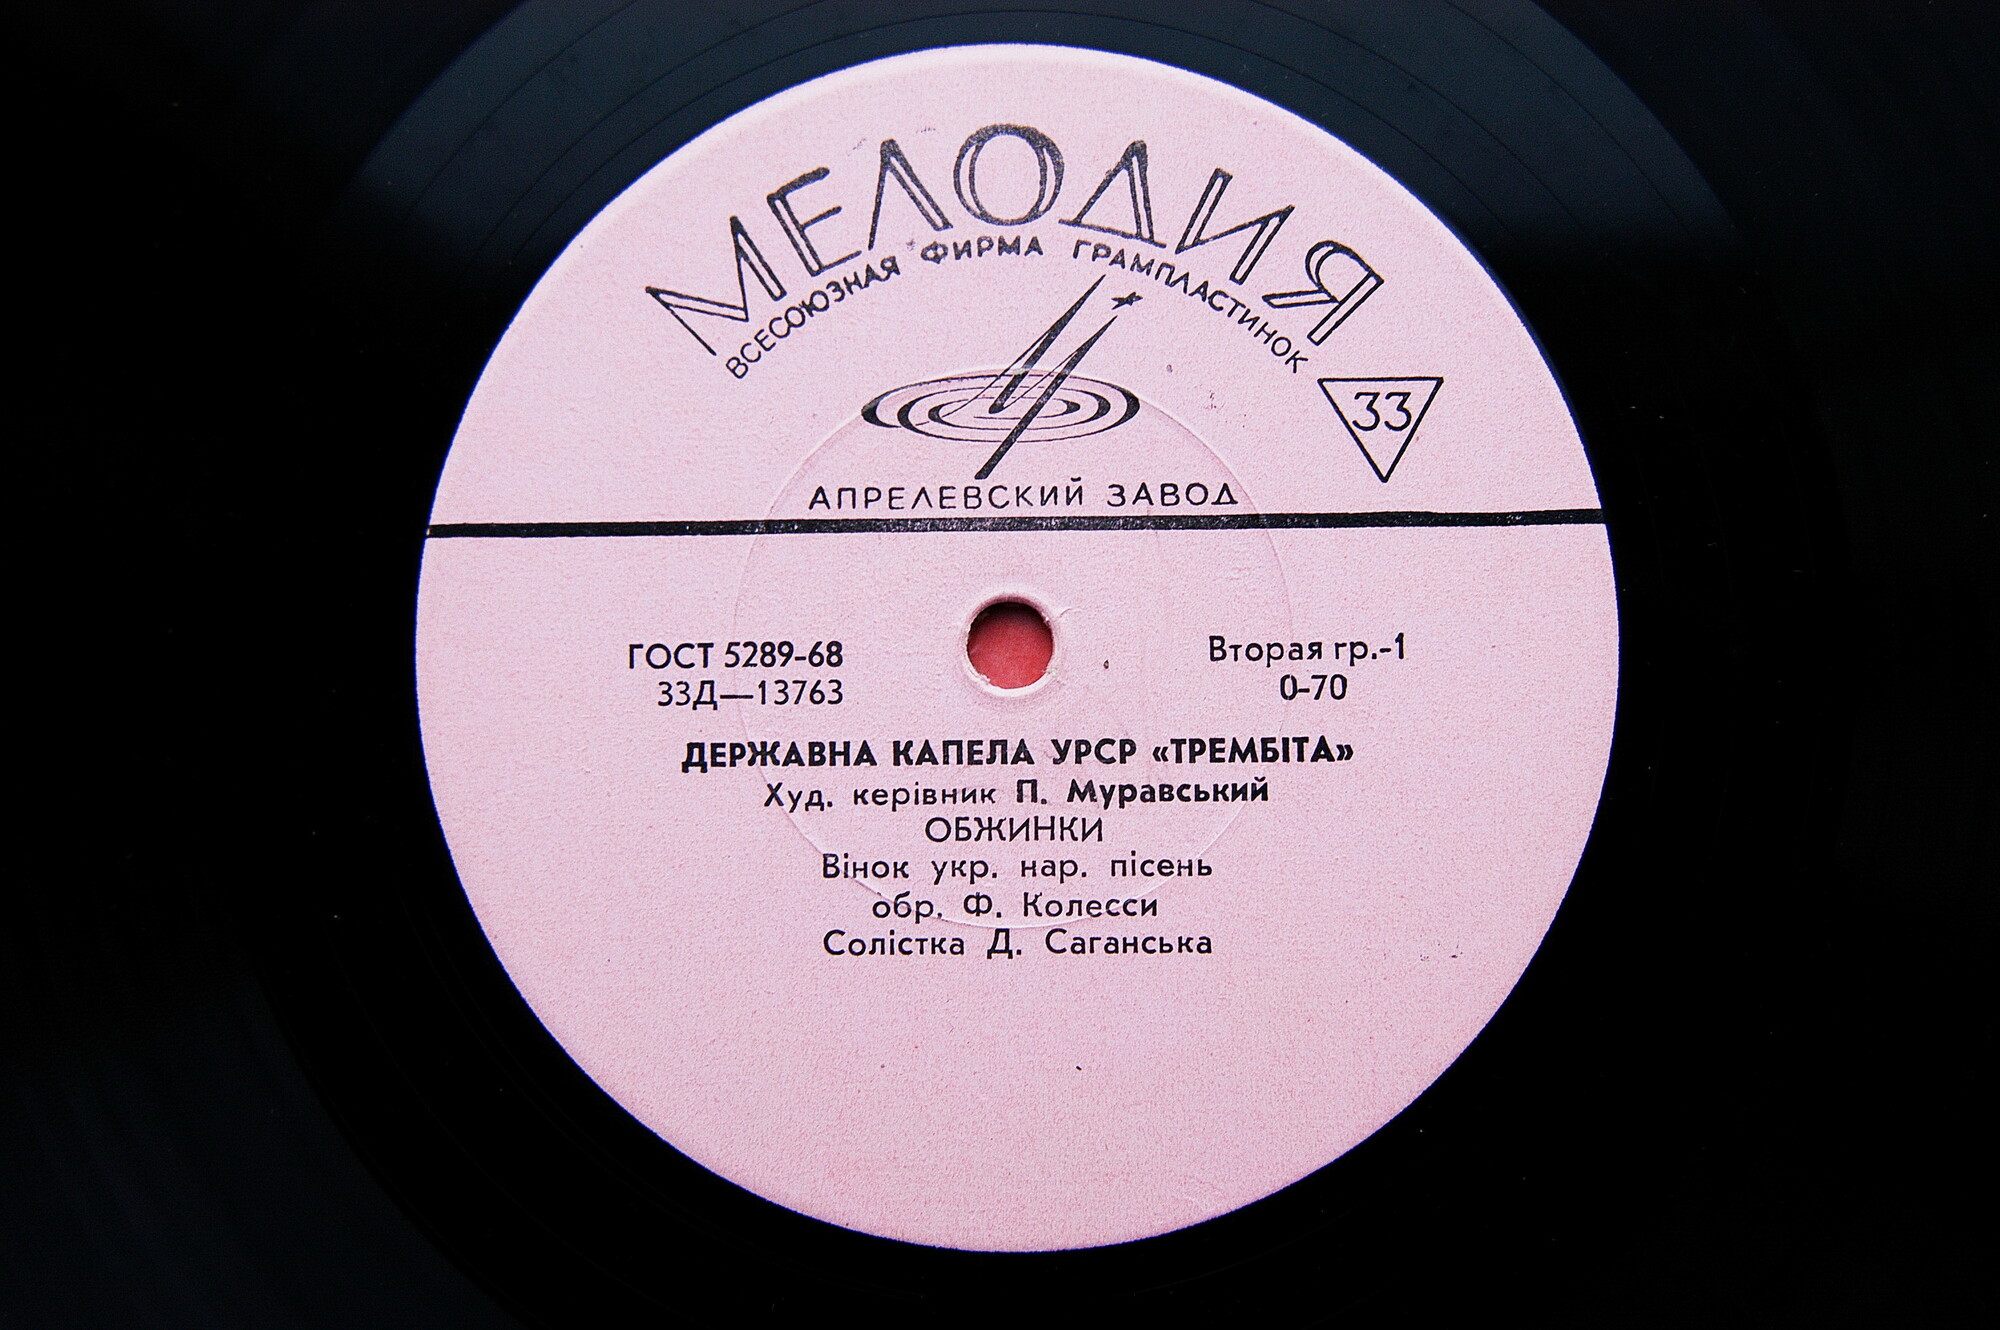 МЕЛОДИЯ
ВСЕСОЮЗНАЯ ФИРМА ГРАМПЛАСТИНОК
33
АПРЕЛЕВСКИЙ ЗАВОД
ГОСТ 5289-68
33Д—13763
Вторая гр.-1
0-70
ДЕРЖАВНА КАПЕЛА УРСР «ТРЕМБІТА»
Худ. керівник П. Муравський
ОБЖИНКИ
Вінок укр. нар. пісень
обр. Ф. Колесси
Солістка Д. Саганська